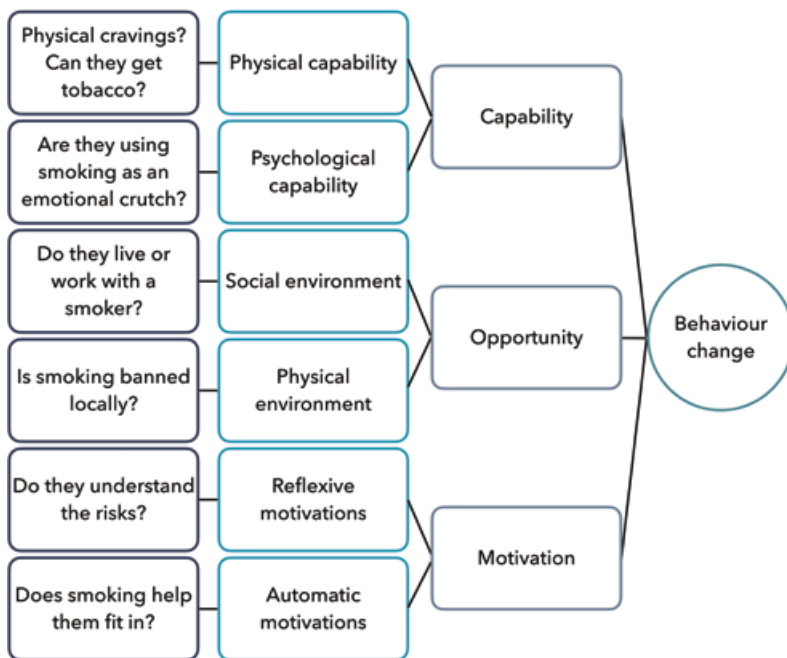 Physical cravings?
Can they get
tobacco?
Physical capability
Capability
Are they using
smoking as an
emotional crutch?
Psychological
capability
Do they live or
work with a
smoker?
Social environment
Opportunity
Behaviour
change
Is smoking banned
locally?
Physical
environment
Do they understand
the risks?
Reflexive
motivations
Motivation
Does smoking help
them fit in?
Automatic
motivations